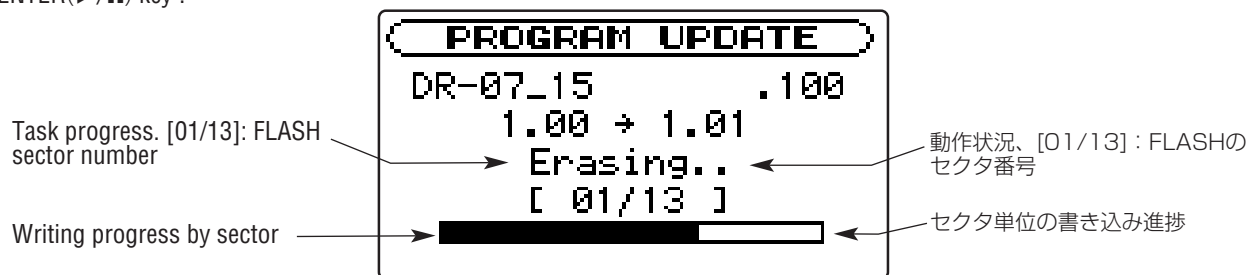 ENTER(▶/❚❚) key .
PROGRAM UPDATE
DR-07_15 .100
1.00 → 1.01
Erasing..
[ 01/13 ]
Task progress. [01/13]: FLASH
sector number
Writing progress by sector
動作状況、[01/13]：FLASHの
セクタ番号
セクタ単位の書き込み進捗